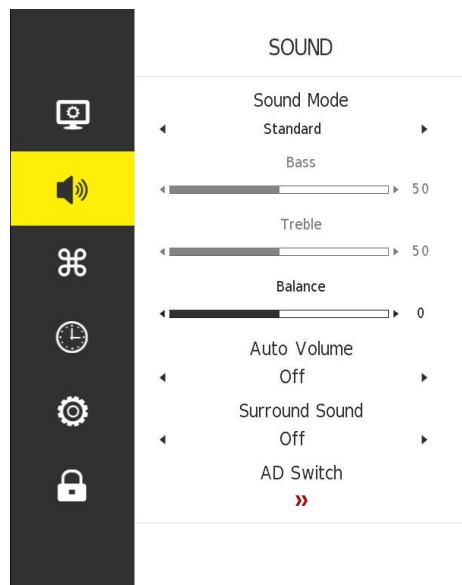 SOUND
Sound Mode
Standard
Bass
50
Treble
50
Balance
0
Auto Volume
Off
Surround Sound
Off
AD Switch